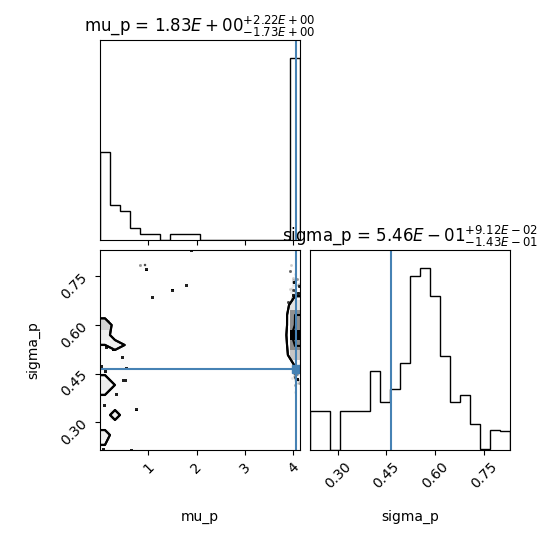 mu_p = 1.83E + 00+2.22E + 00 −1.73E + 00
sigma_p = 5.46E − 01+9.12E − 02 −1.43E − 01
0.75
0.60
0.45
0.30
sigma_p
1 2 3 4
0.30 0.45 0.60 0.75
mu_p sigma_p